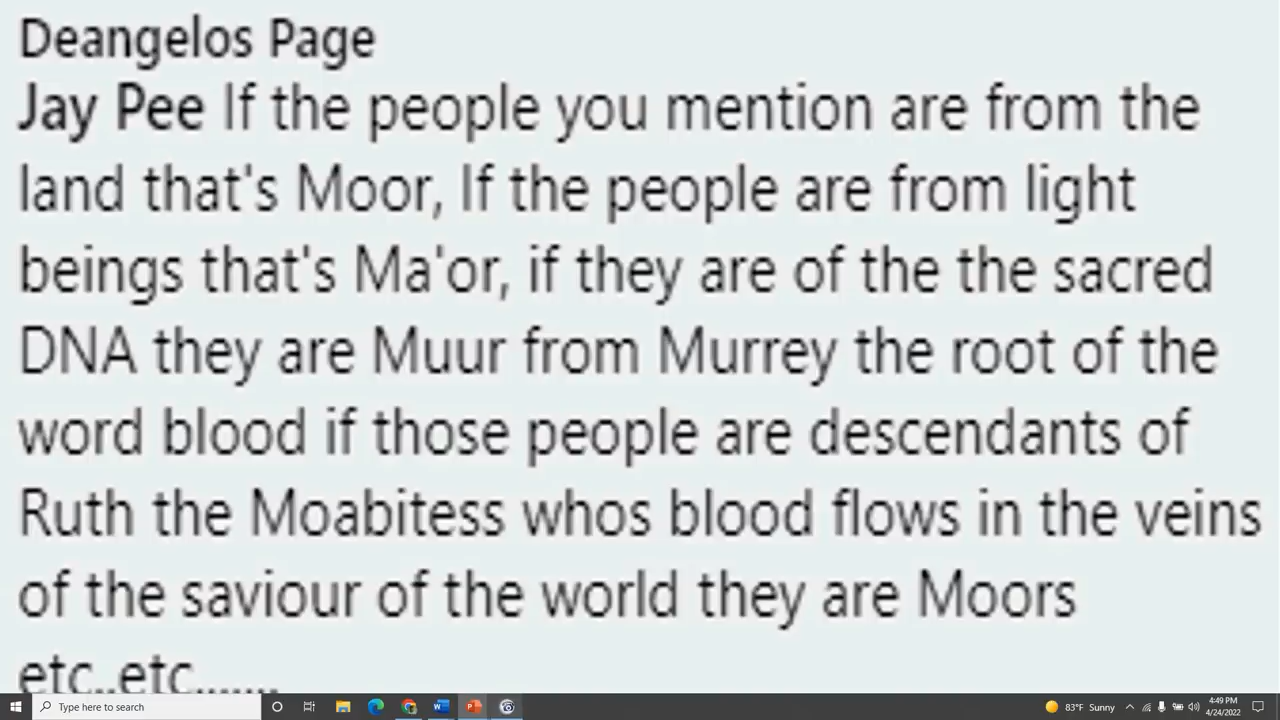 Deangelos Page
Jay Pee If the people you mention are from the
land that's Moor, If the people are from light
beings that's Ma'or, if they are of the the sacred
DNA they are Muur from Murrey the root of the
word blood if those people are descendants of
Ruth the Moabitess whos blood flows in the veins
of the saviour of the world they are Moors
etc..etc.......
Type here to search
83°F Sunny
4:49 PM
4/24/2022